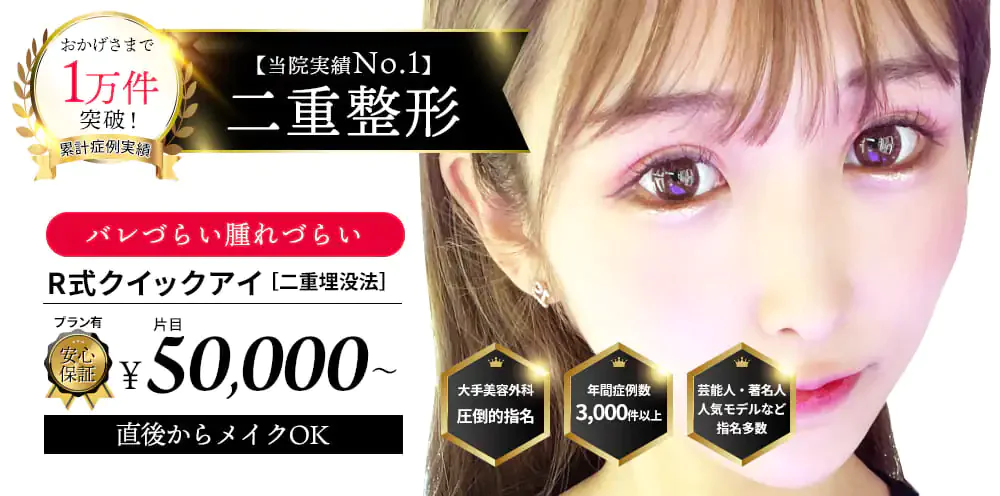 おかげさまで
1万件
突破!
累計症例実績
【当院実績No.1】
二重整形
バレづらい腫れづらい
R式クイックアイ[二重埋没法]
プラン有
安心
保証
片目
¥50,000~
直後からメイクOK
大手美容外科
圧倒的指名
年間症例数
3,000件以上
芸能人・著名人
人気モデルなど
指名多数